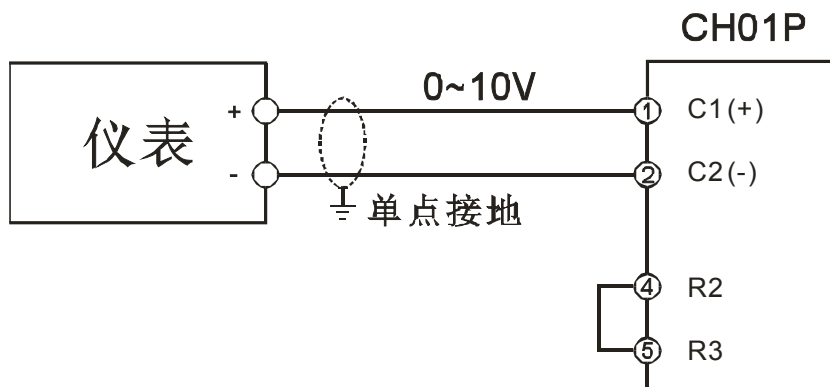 CH01P
0~10V
仪表
+
-
① C1(+)
② C2(-)
单点接地
④ R2
⑤ R3